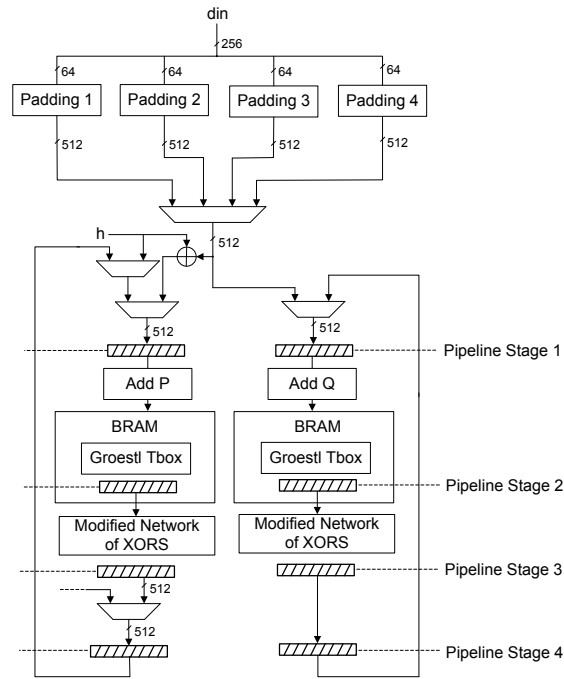 din
256
64
64
64
64
Padding 1
Padding 2
Padding 3
Padding 4
512
512
512
512
h
512
512
512
Pipeline Stage 1
Add P
Add Q
BRAM
BRAM
Groestl Tbox
Groestl Tbox
Pipeline Stage 2
Modified Network
of XORS
Modified Network
of XORS
Pipeline Stage 3
512
512
Pipeline Stage 4